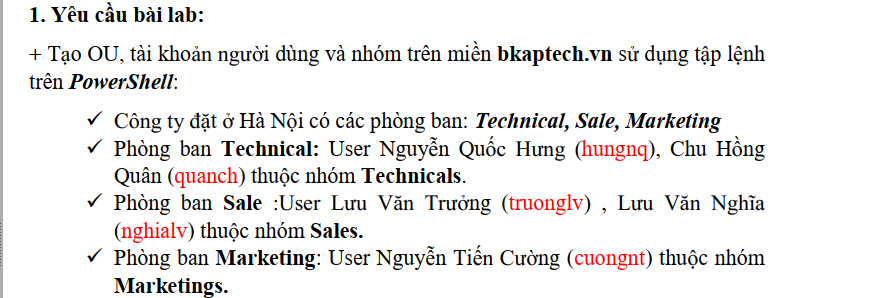 1. Yêu cầu bài lab:
+ Tạo OU, tài khoản người dùng và nhóm trên miền bkaptech.vn sử dụng tập lệnh
trên PowerShell:
✓ Công ty đặt ở Hà Nội có các phòng ban: Technical, Sale, Marketing
✓ Phòng ban Technical: User Nguyễn Quốc Hưng (hungnq), Chu Hồng
Quân (quanch) thuộc nhóm Technicals.
✓ Phòng ban Sale :User Lưu Văn Trưởng (truonglv) , Lưu Văn Nghĩa
(nghialv) thuộc nhóm Sales.
✓ Phòng ban Marketing: User Nguyễn Tiến Cường (cuongnt) thuộc nhóm
Marketings.